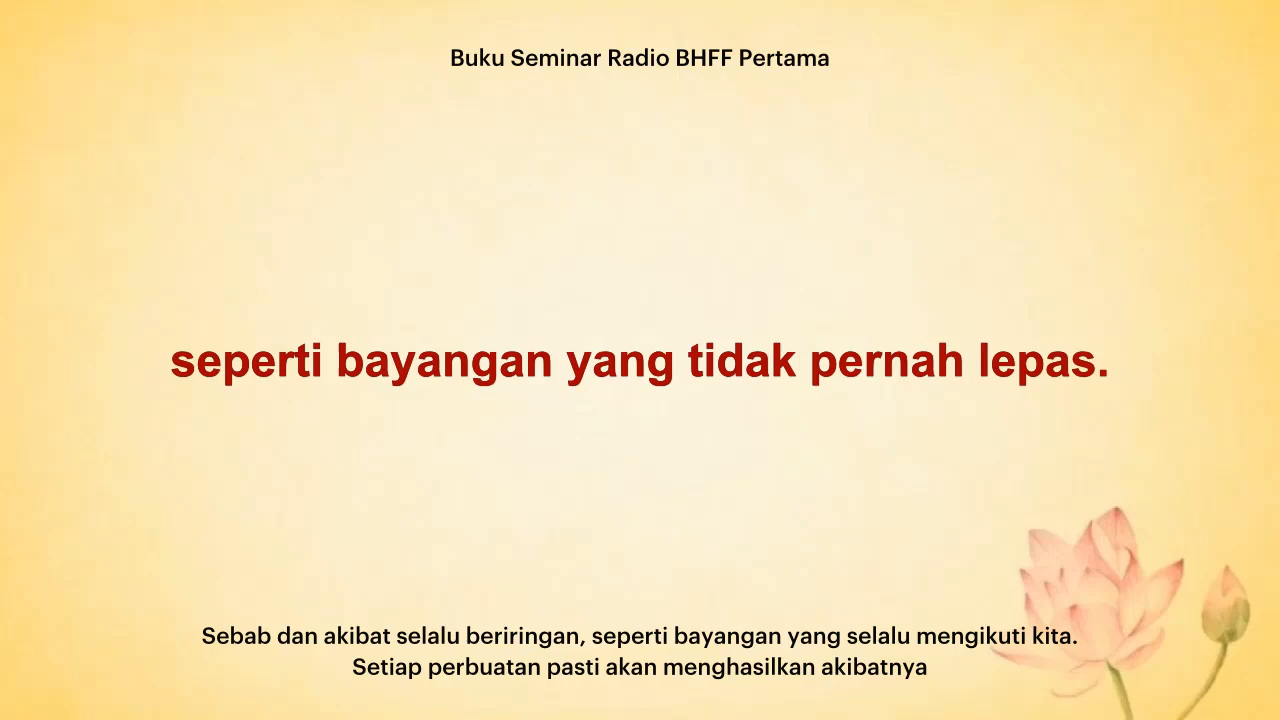 Buku Seminar Radio BHFF Pertama
seperti bayangan yang tidak pernah lepas.
Sebab dan akibat selalu beriringan, seperti bayangan yang selalu mengikuti kita.
Setiap perbuatan pasti akan menghasilkan akibatnya